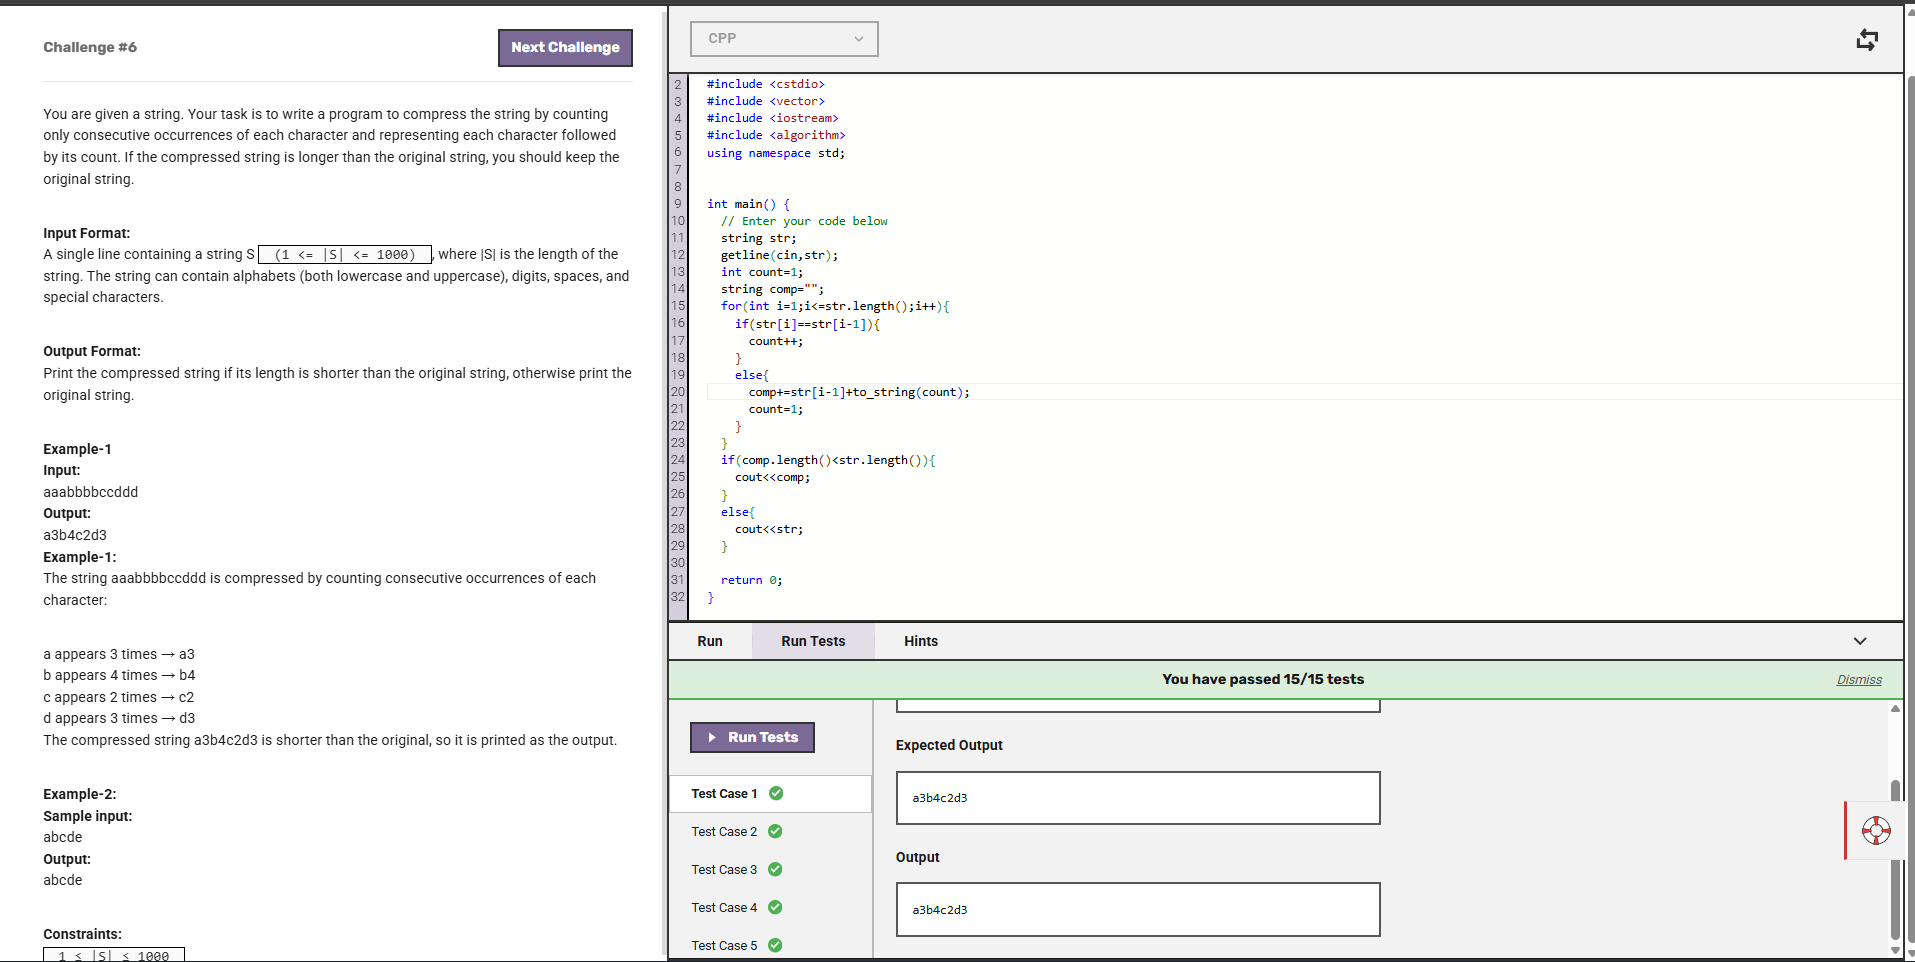 Challenge #6
Next Challenge
You are given a string. Your task is to write a program to compress the string by counting
only consecutive occurrences of each character and representing each character followed
by its count. If the compressed string is longer than the original string, you should keep the
original string.
Input Format:
A single line containing a string S (1 <= |S| <= 1000) , where |S| is the length of the
string. The string can contain alphabets (both lowercase and uppercase), digits, spaces, and
special characters.
Output Format:
Print the compressed string if its length is shorter than the original string, otherwise print the
original string.
Example-1
Input:
aaabbbbccddd
Output:
a3b4c2d3
Example-1:
The string aaabbbbccddd is compressed by counting consecutive occurrences of each
character:
a appears 3 times → a3
b appears 4 times → b4
c appears 2 times → c2
d appears 3 times → d3
The compressed string a3b4c2d3 is shorter than the original, so it is printed as the output.
Example-2:
Sample input:
abcde
Output:
abcde
Constraints:
1 ≤ |S| ≤ 1000
CPP
2 #include <cstdio>
3 #include <vector>
4 #include <iostream>
5 #include <algorithm>
6 using namespace std;
7
8
9 int main() {
10 // Enter your code below
11 string str;
12 getline(cin,str);
13 int count=1;
14 string comp="";
15 for(int i=1;i<=str.length();i++){
16 if(str[i]==str[i-1]){
17 count++;
18 }
19 else{
20 comp+=str[i-1]+to_string(count);
21 count=1;
22 }
23 }
24 if(comp.length()<str.length()){
25 cout<<comp;
26 }
27 else{
28 cout<<str;
29 }
30
31 return 0;
32 }
Run Run Tests Hints
You have passed 15/15 tests
Dismiss
Run Tests
Test Case 1
Test Case 2
Test Case 3
Test Case 4
Test Case 5
Expected Output
a3b4c2d3
Output
a3b4c2d3